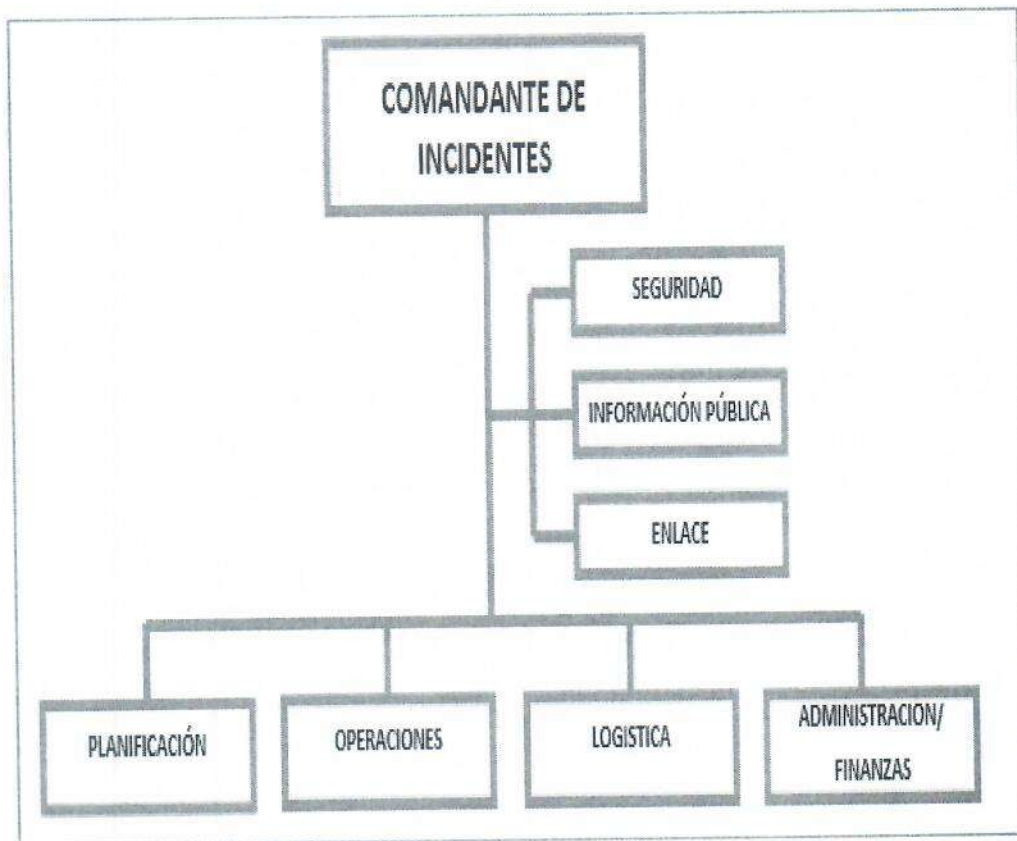 COMANDANTE DE
INCIDENTES
SEGURIDAD
INFORMACIÓN PÚBLICA
ENLACE
PLANIFICACIÓN
OPERACIONES
LOGISTICA
ADMINISTRACION/
FINANZAS